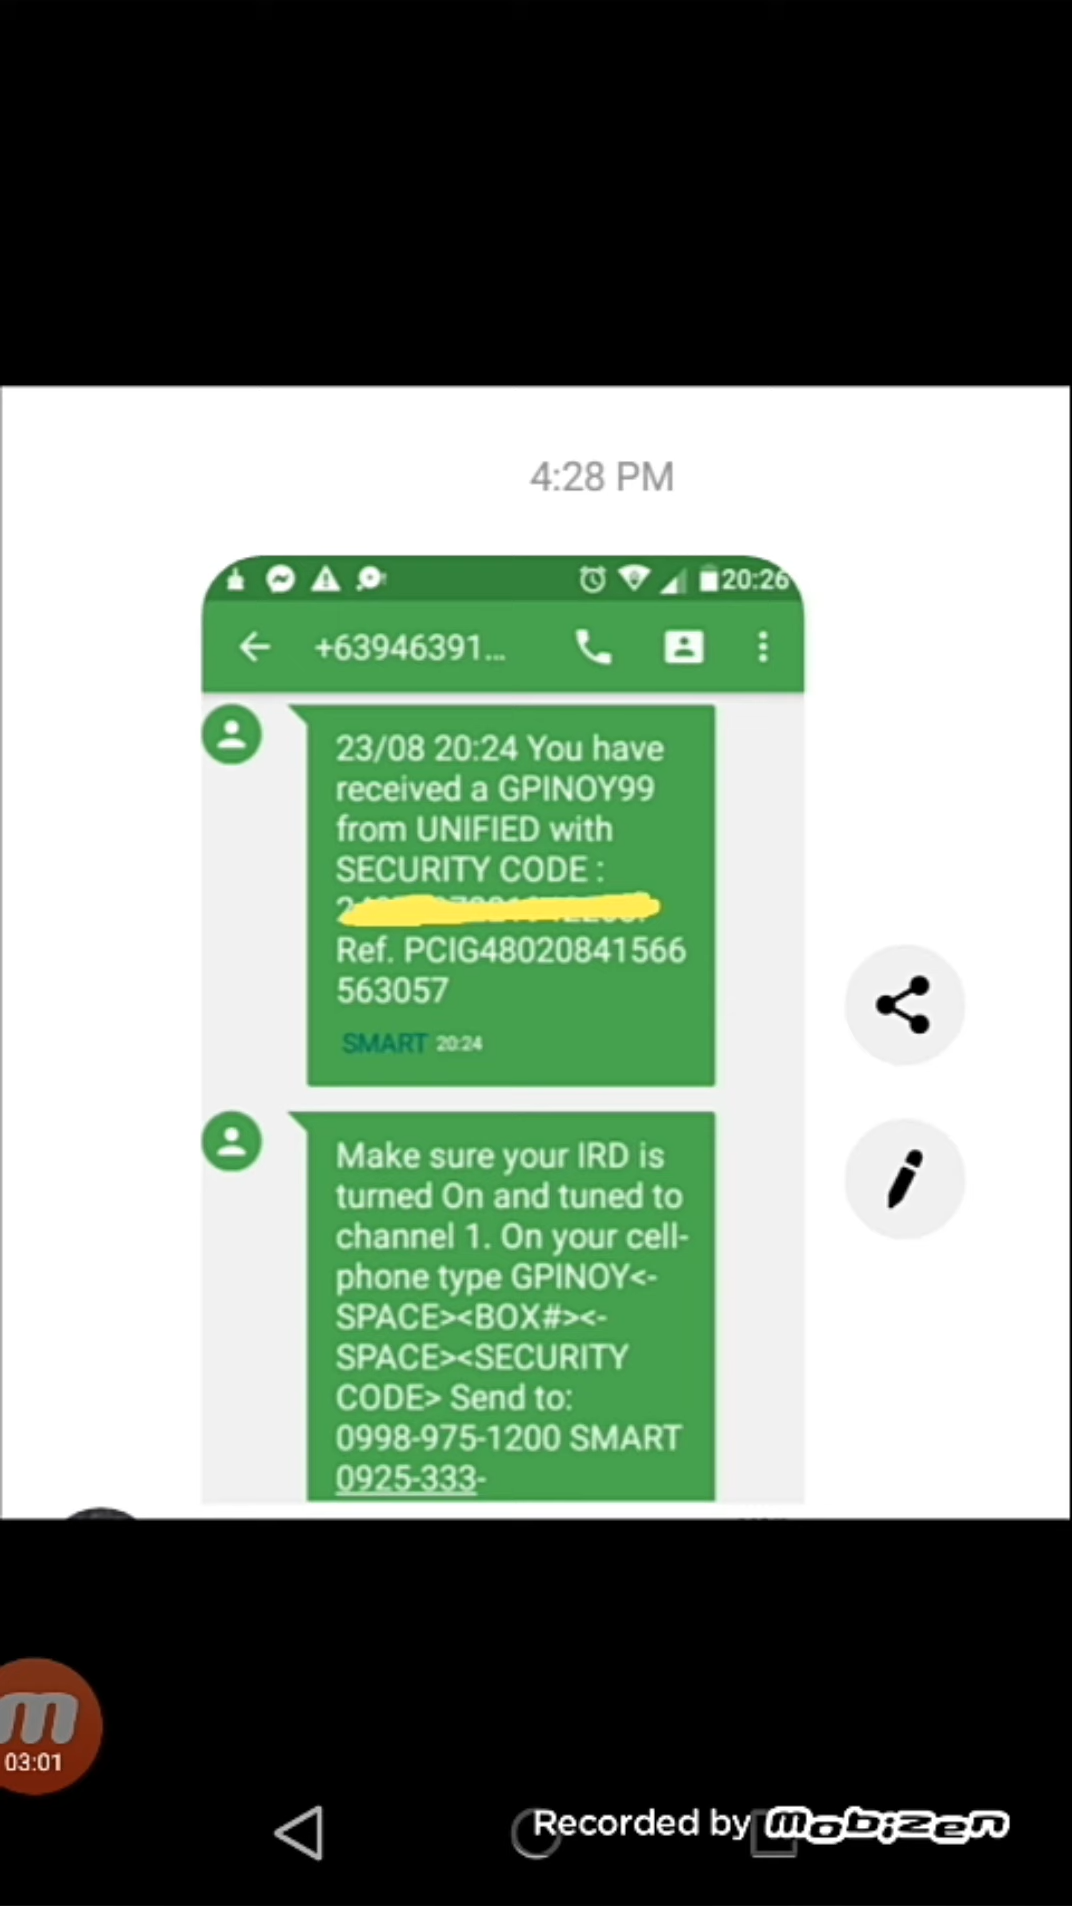 4:28 PM
20:26
+63946391...
23/08 20:24 You have
received a GPINOY99
from UNIFIED with
SECURITY CODE :
Ref. PCIG48020841566
563057
SMART 20:24
Make sure your IRD is
turned On and tuned to
channel 1. On your cell-
phone type GPINOY<-
SPACE><BOX#><-
SPACE><SECURITY
CODE> Send to:
0998-975-1200 SMART
0925-333-
03:01
Recorded by mobizen